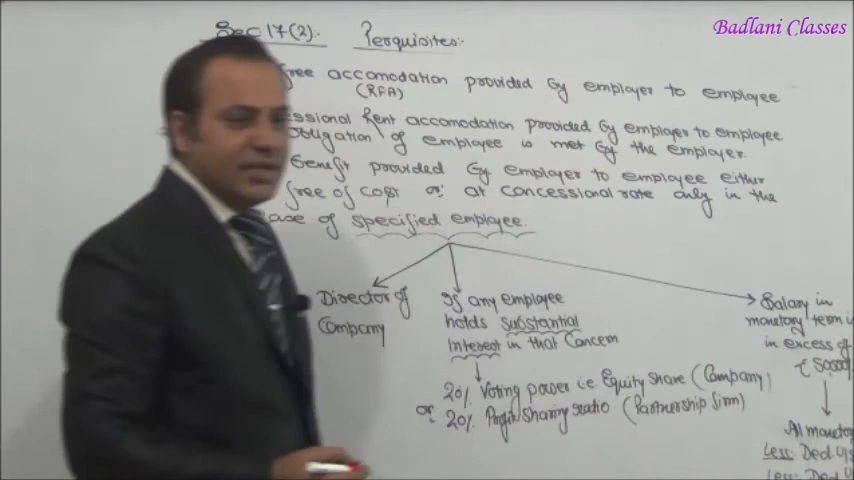 Badlani Classes
Sec 17(2):- Perquisites:-
free accomodation provided by employer to employee
(RFA)
Rent accomodation provided by employer to employee
obligation of employee is met by the employer.
Benefit provided by employer to employee either
free of cost or at concessional rate only in the
case of specified employee.
Director of
Company
If any employee
holds substantial
interest in that Concern
Salary in
monetary term
in excess of
20% Voting power i.e. Equity share (Company)
or 20% Profit sharing ratio (Partnership firm)
All
Less: Ded.
Less: Ded